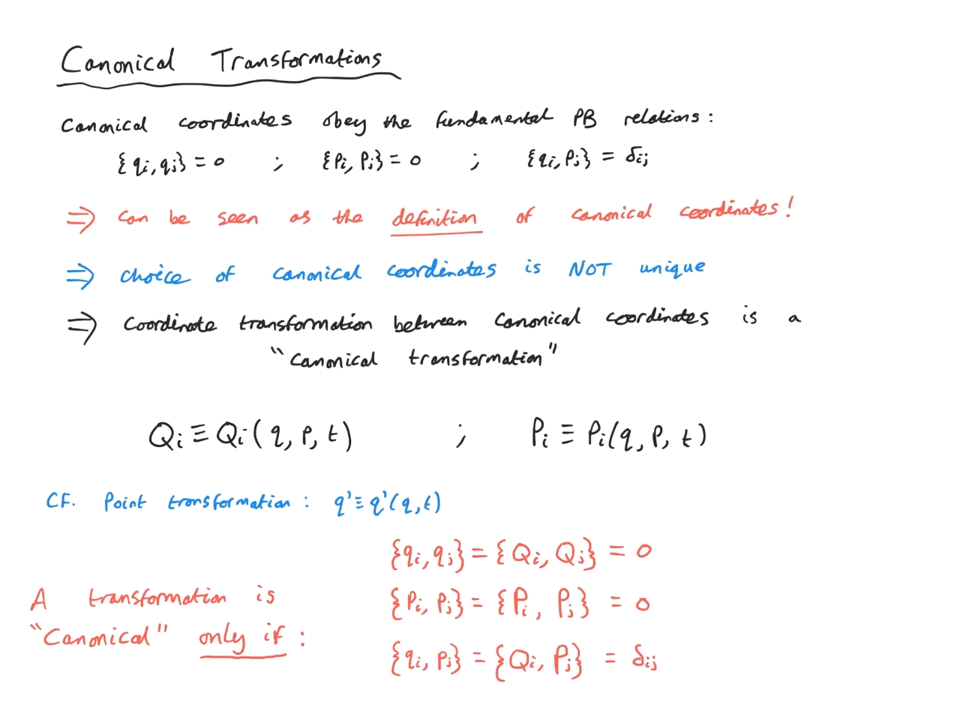 Canonical Transformations
Canonical coordinates obey the fundamental PB relations:
{qi, qj} = 0 ; {Pi, Pj} = 0 ; {qi, Pj} = δij
⇒ can be seen as the definition of canonical coordinates!
⇒ choice of canonical coordinates is NOT unique
⇒ Coordinate transformation between canonical coordinates is a
"canonical transformation"
Qi ≡ Qi(q, p, t) ; Pi ≡ Pi(q, p, t)
CF. Point transformation: q' ≡ q'(q, t)
{qi, qj} = {Qi, Qj} = 0
A transformation is
{Pi, Pj} = {Pi, Pj} = 0
"Canonical" only if:
{qi, Pj} = {Qi, Pj} = δij